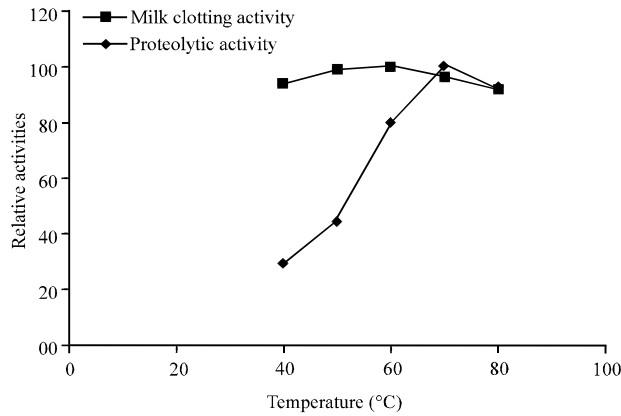 120
Milk clotting activity
Proteolytic activity
100
80
60
40
20
00
Relative activities
0 20 40 60 80 100
Temperature (°C)